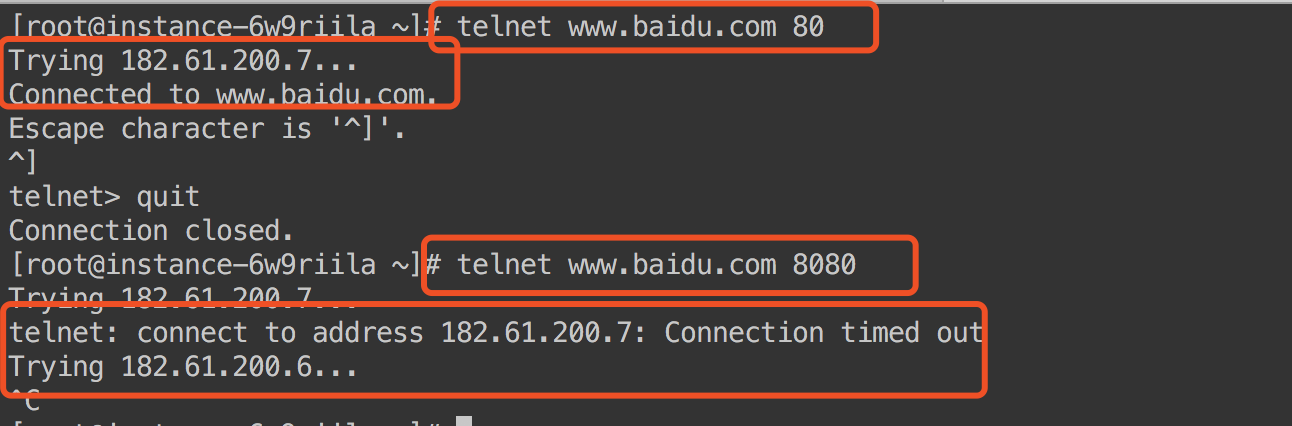 [root@instance-6w9riila ~]# telnet www.baidu.com 80
Trying 182.61.200.7...
Connected to www.baidu.com.
Escape character is '^]'.
^]
telnet> quit
Connection closed.
[root@instance-6w9riila ~]# telnet www.baidu.com 8080
Trying 182.61.200.7...
telnet: connect to address 182.61.200.7: Connection timed out
Trying 182.61.200.6...
^C